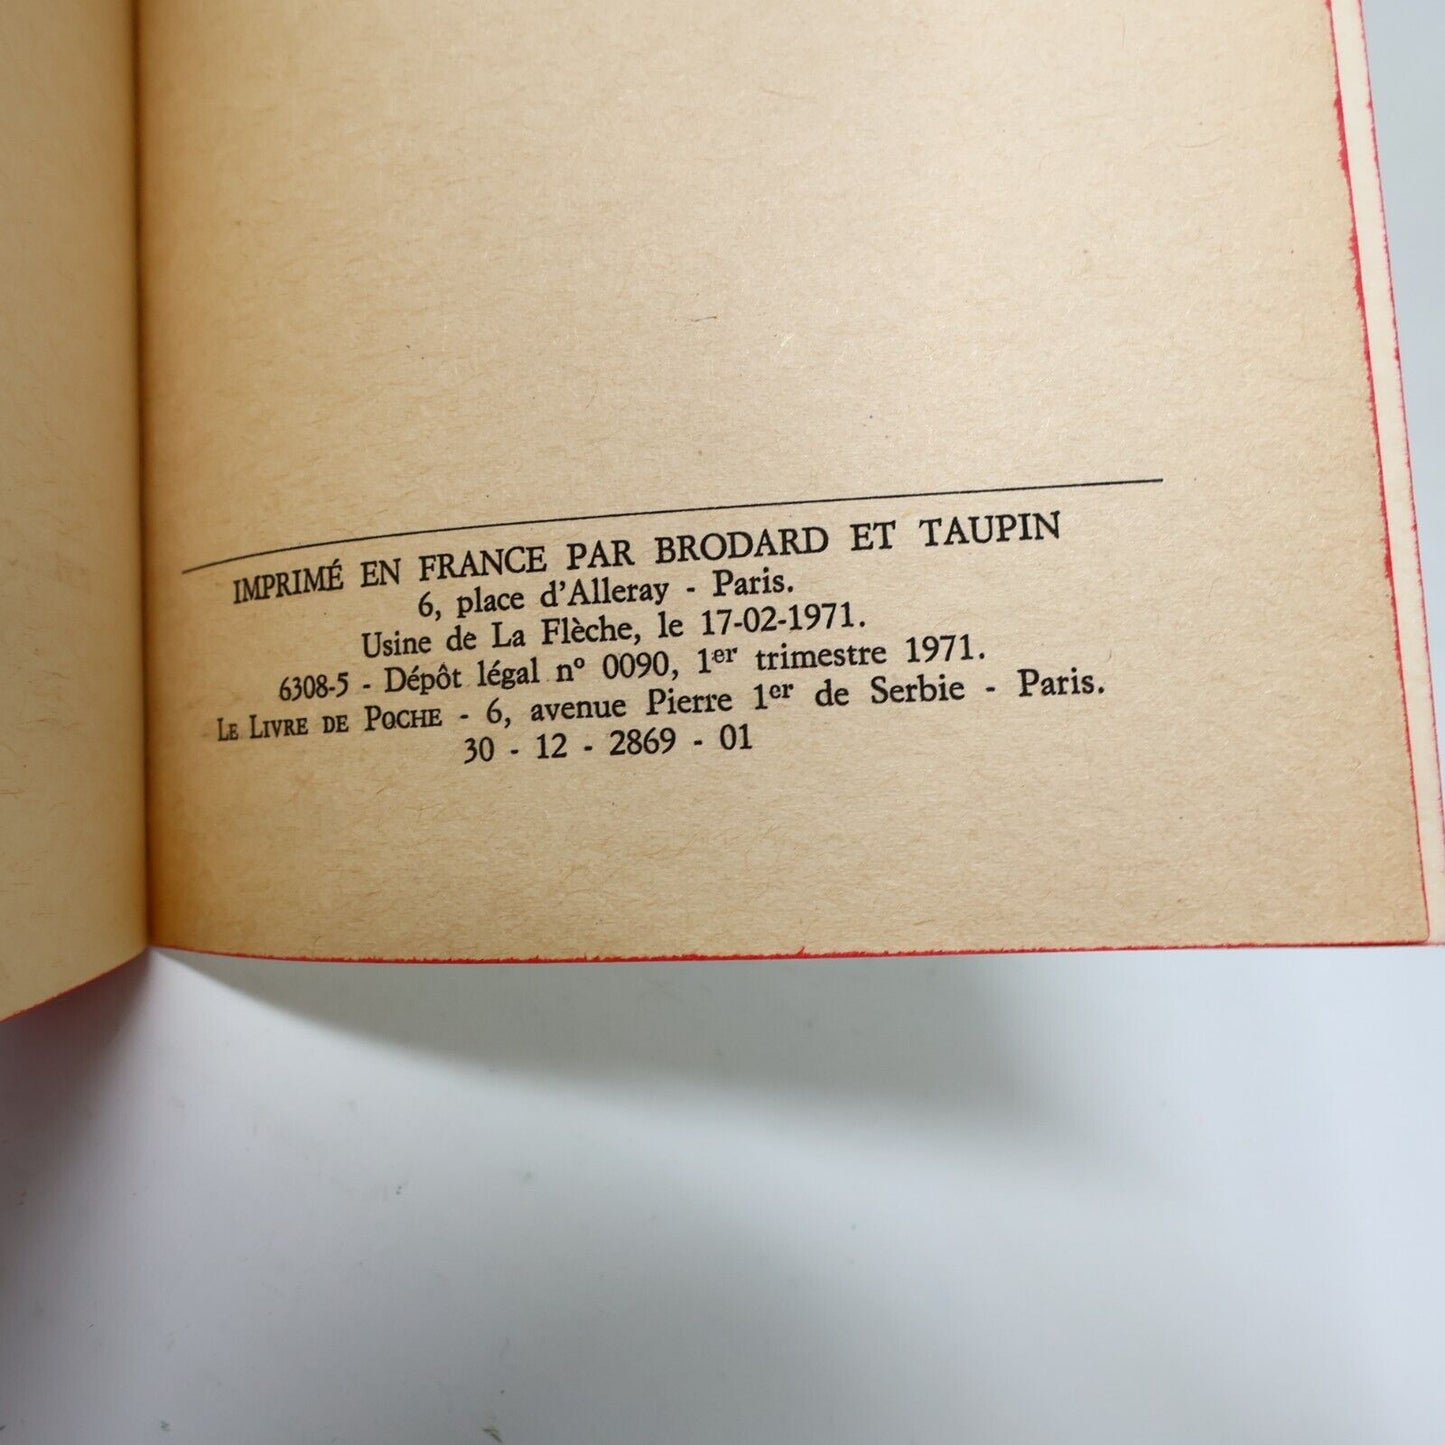 IMPRIMÉ EN FRANCE PAR BRODARD ET TAUPIN
6, place d'Alleray - Paris.
Usine de La Flèche, le 17-02-1971.
6308-5 - Dépôt légal nº 0090, 1er trimestre 1971.
LE LIVRE DE POCHE - 6, avenue Pierre 1er de Serbie - Paris.
30 - 12 - 2869 - 01